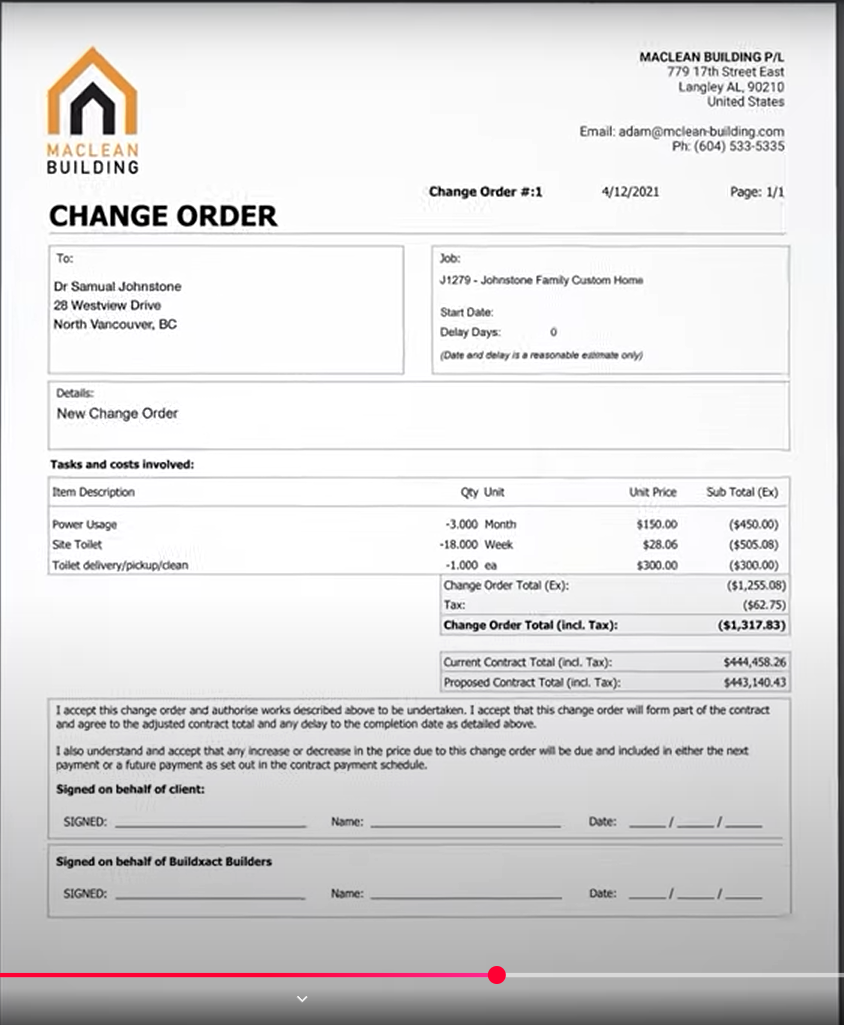 MACLEAN
BUILDING
MACLEAN BUILDING P/L
779 17th Street East
Langley AL, 90210
United States
Email: adam@mclean-building.com
Ph: (604) 533-5335
Change Order #:1 4/12/2021 Page: 1/1
CHANGE ORDER
To:
Dr Samual Johnstone
28 Westview Drive
North Vancouver, BC
Job:
J1279 - Johnstone Family Custom Home
Start Date:
Delay Days: 0
(Date and delay is a reasonable estimate only)
Details:
New Change Order
Tasks and costs involved:
Item Description Qty Unit Unit Price Sub Total (Ex)
Power Usage -3.000 Month $150.00 ($450.00)
Site Toilet -18.000 Week $28.06 ($505.08)
Toilet delivery/pickup/clean -1.000 ea $300.00 ($300.00)
Change Order Total (Ex): ($1,255.08)
Tax: ($62.75)
Change Order Total (incl. Tax): ($1,317.83)
Current Contract Total (incl. Tax): $444,458.26
Proposed Contract Total (incl. Tax): $443,140.43
I accept this change order and authorise works described above to be undertaken. I accept that this change order will form part of the contract
and agree to the adjusted contract total and any delay to the completion date as detailed above.
I also understand and accept that any increase or decrease in the price due to this change order will be due and included in either the next
payment or a future payment as set out in the contract payment schedule.
Signed on behalf of client:
SIGNED: ____ Name: ____ Date: ___/___/___
Signed on behalf of Buildxact Builders
SIGNED: ____ Name: ____ Date: ___/___/___